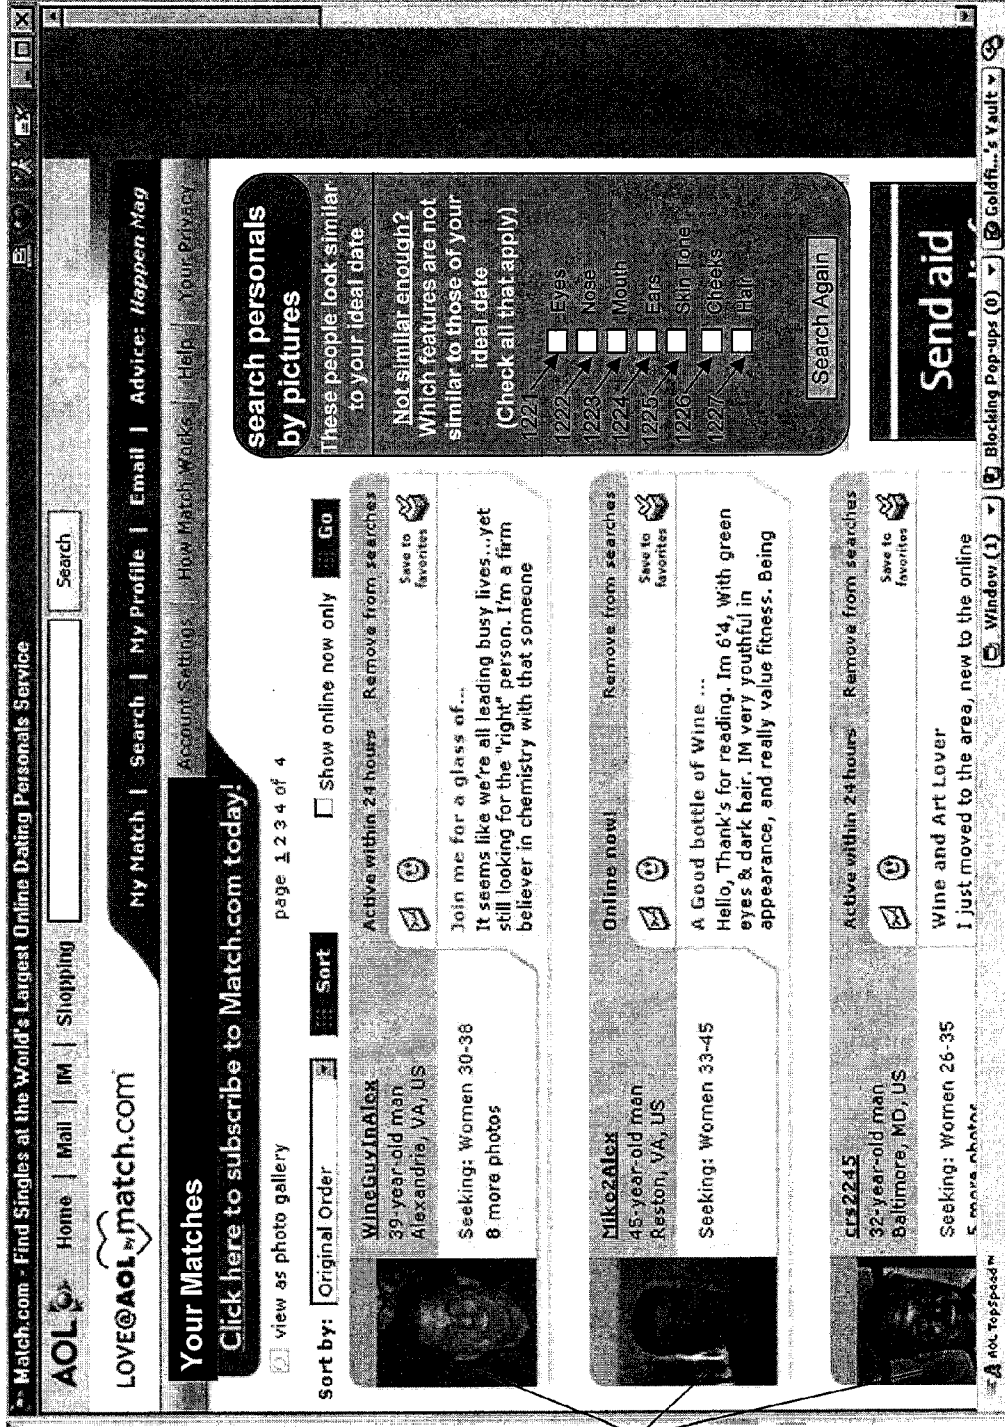 Match.com - Find Singles at the World's Largest Online Dating Personals Service
AOL Home | Mail | IM | Shopping Search
LOVE@AOL by match.com
My Match | Search | My Profile | Email | Advice: Happen Mag
Account Settings | How Match Works | Help | Your Privacy
Your Matches
Click here to subscribe to Match.com today!
view as photo gallery
page 1 2 3 4 of 4
Sort by: Original Order Sort
Show online now only Go
WineGuyInAlex
39-year-old man
Alexandria, VA, US
Seeking: Women 30-38
8 more photos
Active within 24 hours Remove from searches
Save to
favorites
Join me for a glass of...
It seems like we're all leading busy lives...yet
still looking for the "right" person. I'm a firm
believer in chemistry with that someone
Mike2Alex
45-year-old man
Reston, VA, US
Seeking: Women 33-45
Online now! Remove from searches
Save to
favorites
A Good bottle of Wine ...
Hello, Thank's for reading. Im 6'4, With green
eyes & dark hair. IM very youthful in
appearance, and really value fitness. Being
crs2245
32-year-old man
Baltimore, MD, US
Seeking: Women 26-35
5 more photos
Active within 24 hours Remove from searches
Save to
favorites
Wine and Art Lover
I just moved to the area, new to the online
search personals
by pictures
These people look similar
to your ideal date
Not similar enough?
Which features are not
similar to those of your
ideal date
(Check all that apply)
1221 Eyes
1222 Nose
1223 Mouth
1224 Ears
1225 Skin Tone
1226 Cheeks
1227 Hair
Search Again
Send aid
AOL TopSpeed™
Window (1)
Blocking Pop-ups (0)
Goldfi...'s Vault